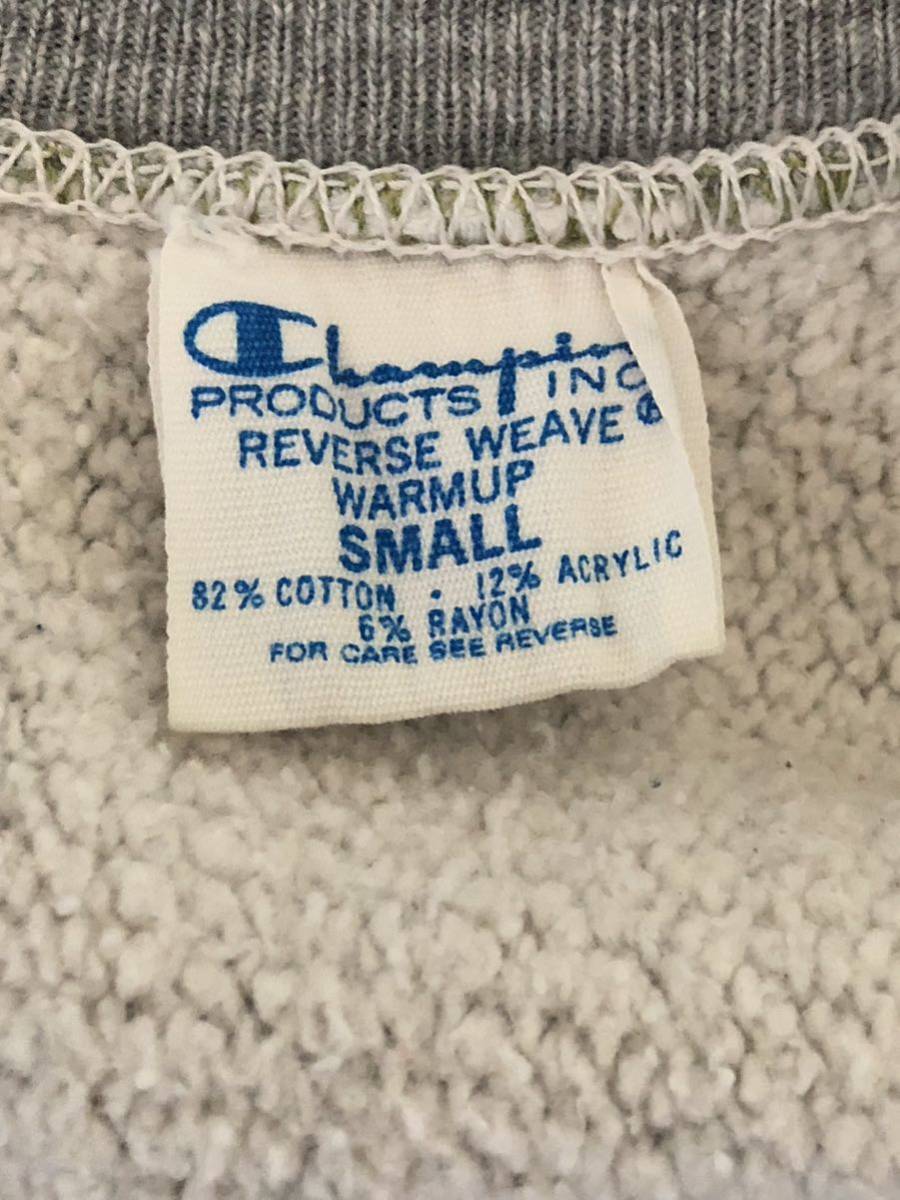 Champion
PRODUCTS INC
REVERSE WEAVE ®
WARMUP
SMALL
82% COTTON . 12% ACRYLIC
6% RAYON
FOR CARE SEE REVERSE